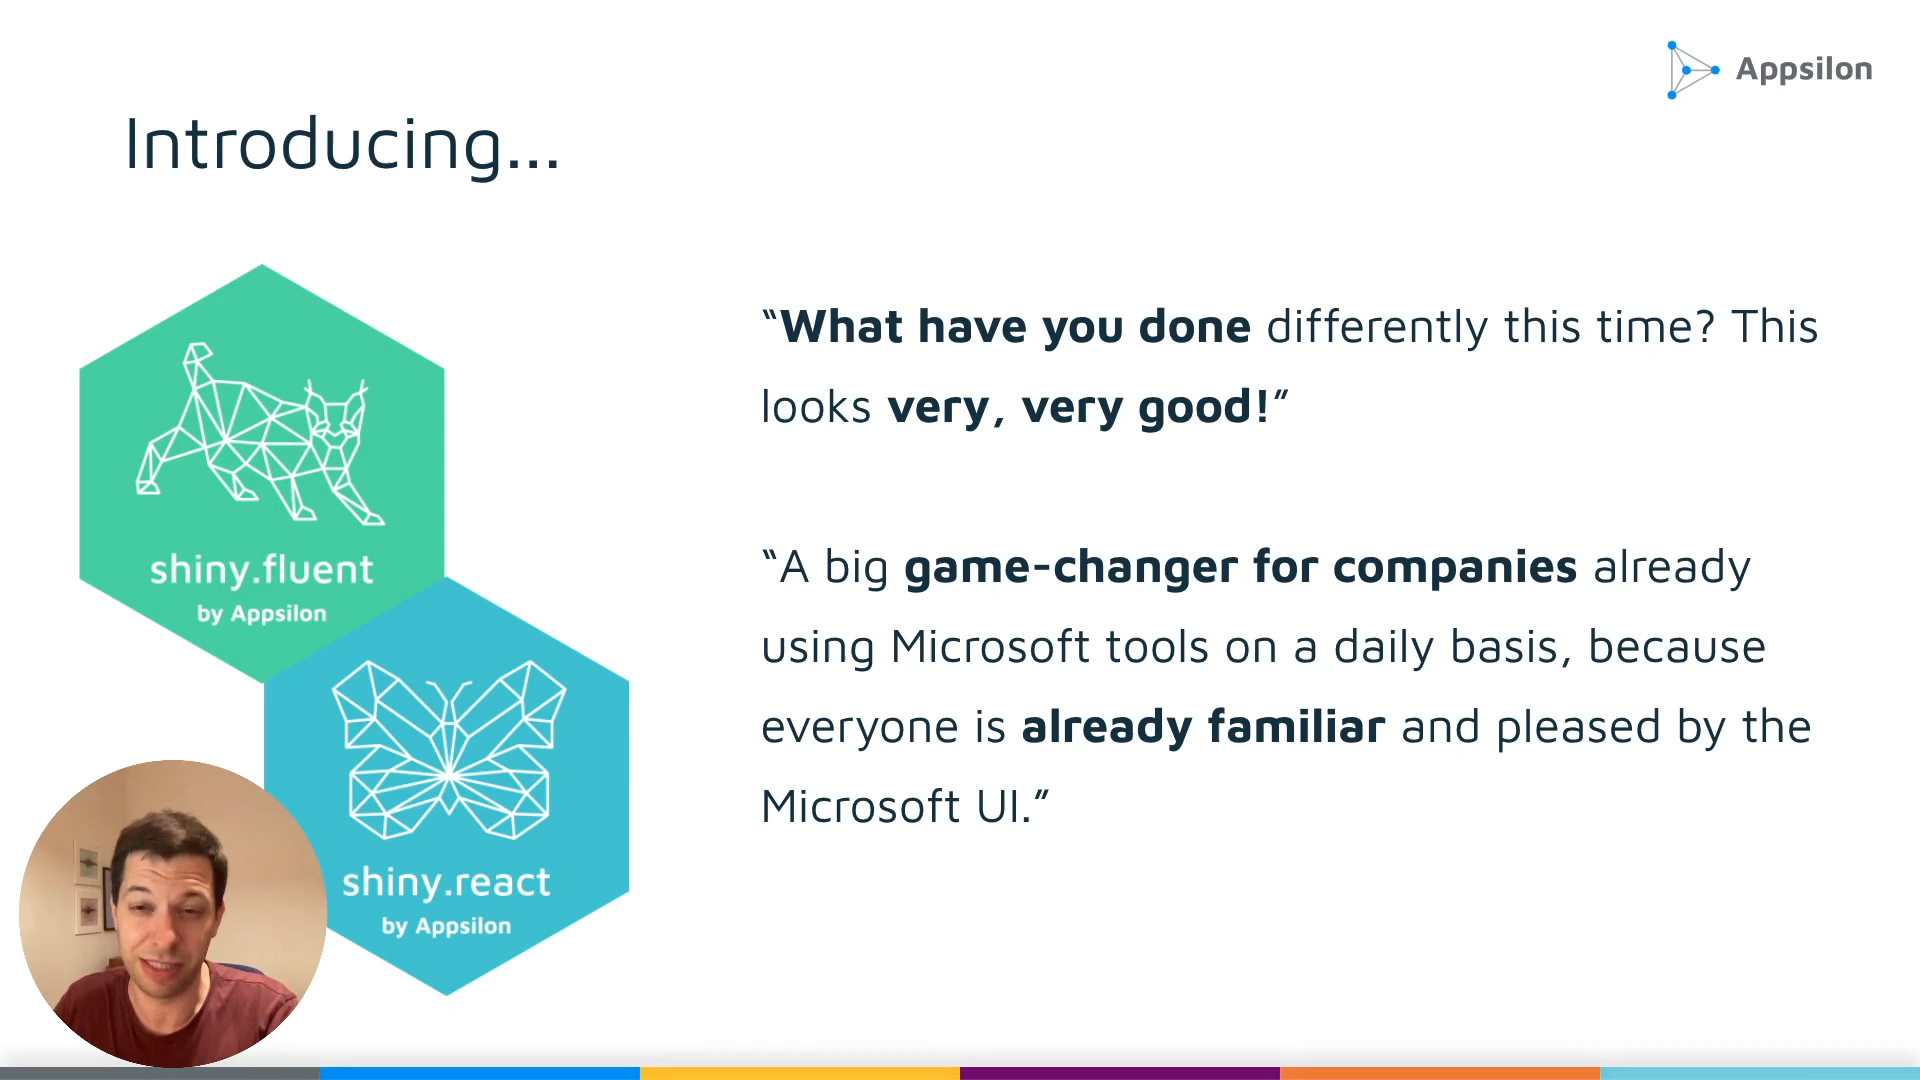 Appsilon
Introducing...
shiny.fluent
by Appsilon
shiny.react
by Appsilon
“What have you done differently this time? This
looks very, very good!”
“A big game-changer for companies already
using Microsoft tools on a daily basis, because
everyone is already familiar and pleased by the
Microsoft UI.”